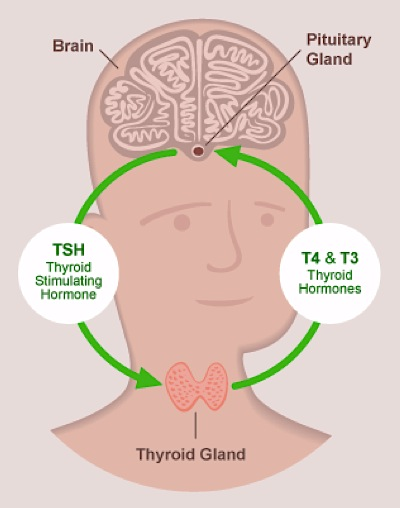 Brain
Pituitary
Gland
TSH
Thyroid
Stimulating
Hormone
T4 & T3
Thyroid
Hormones
Thyroid Gland